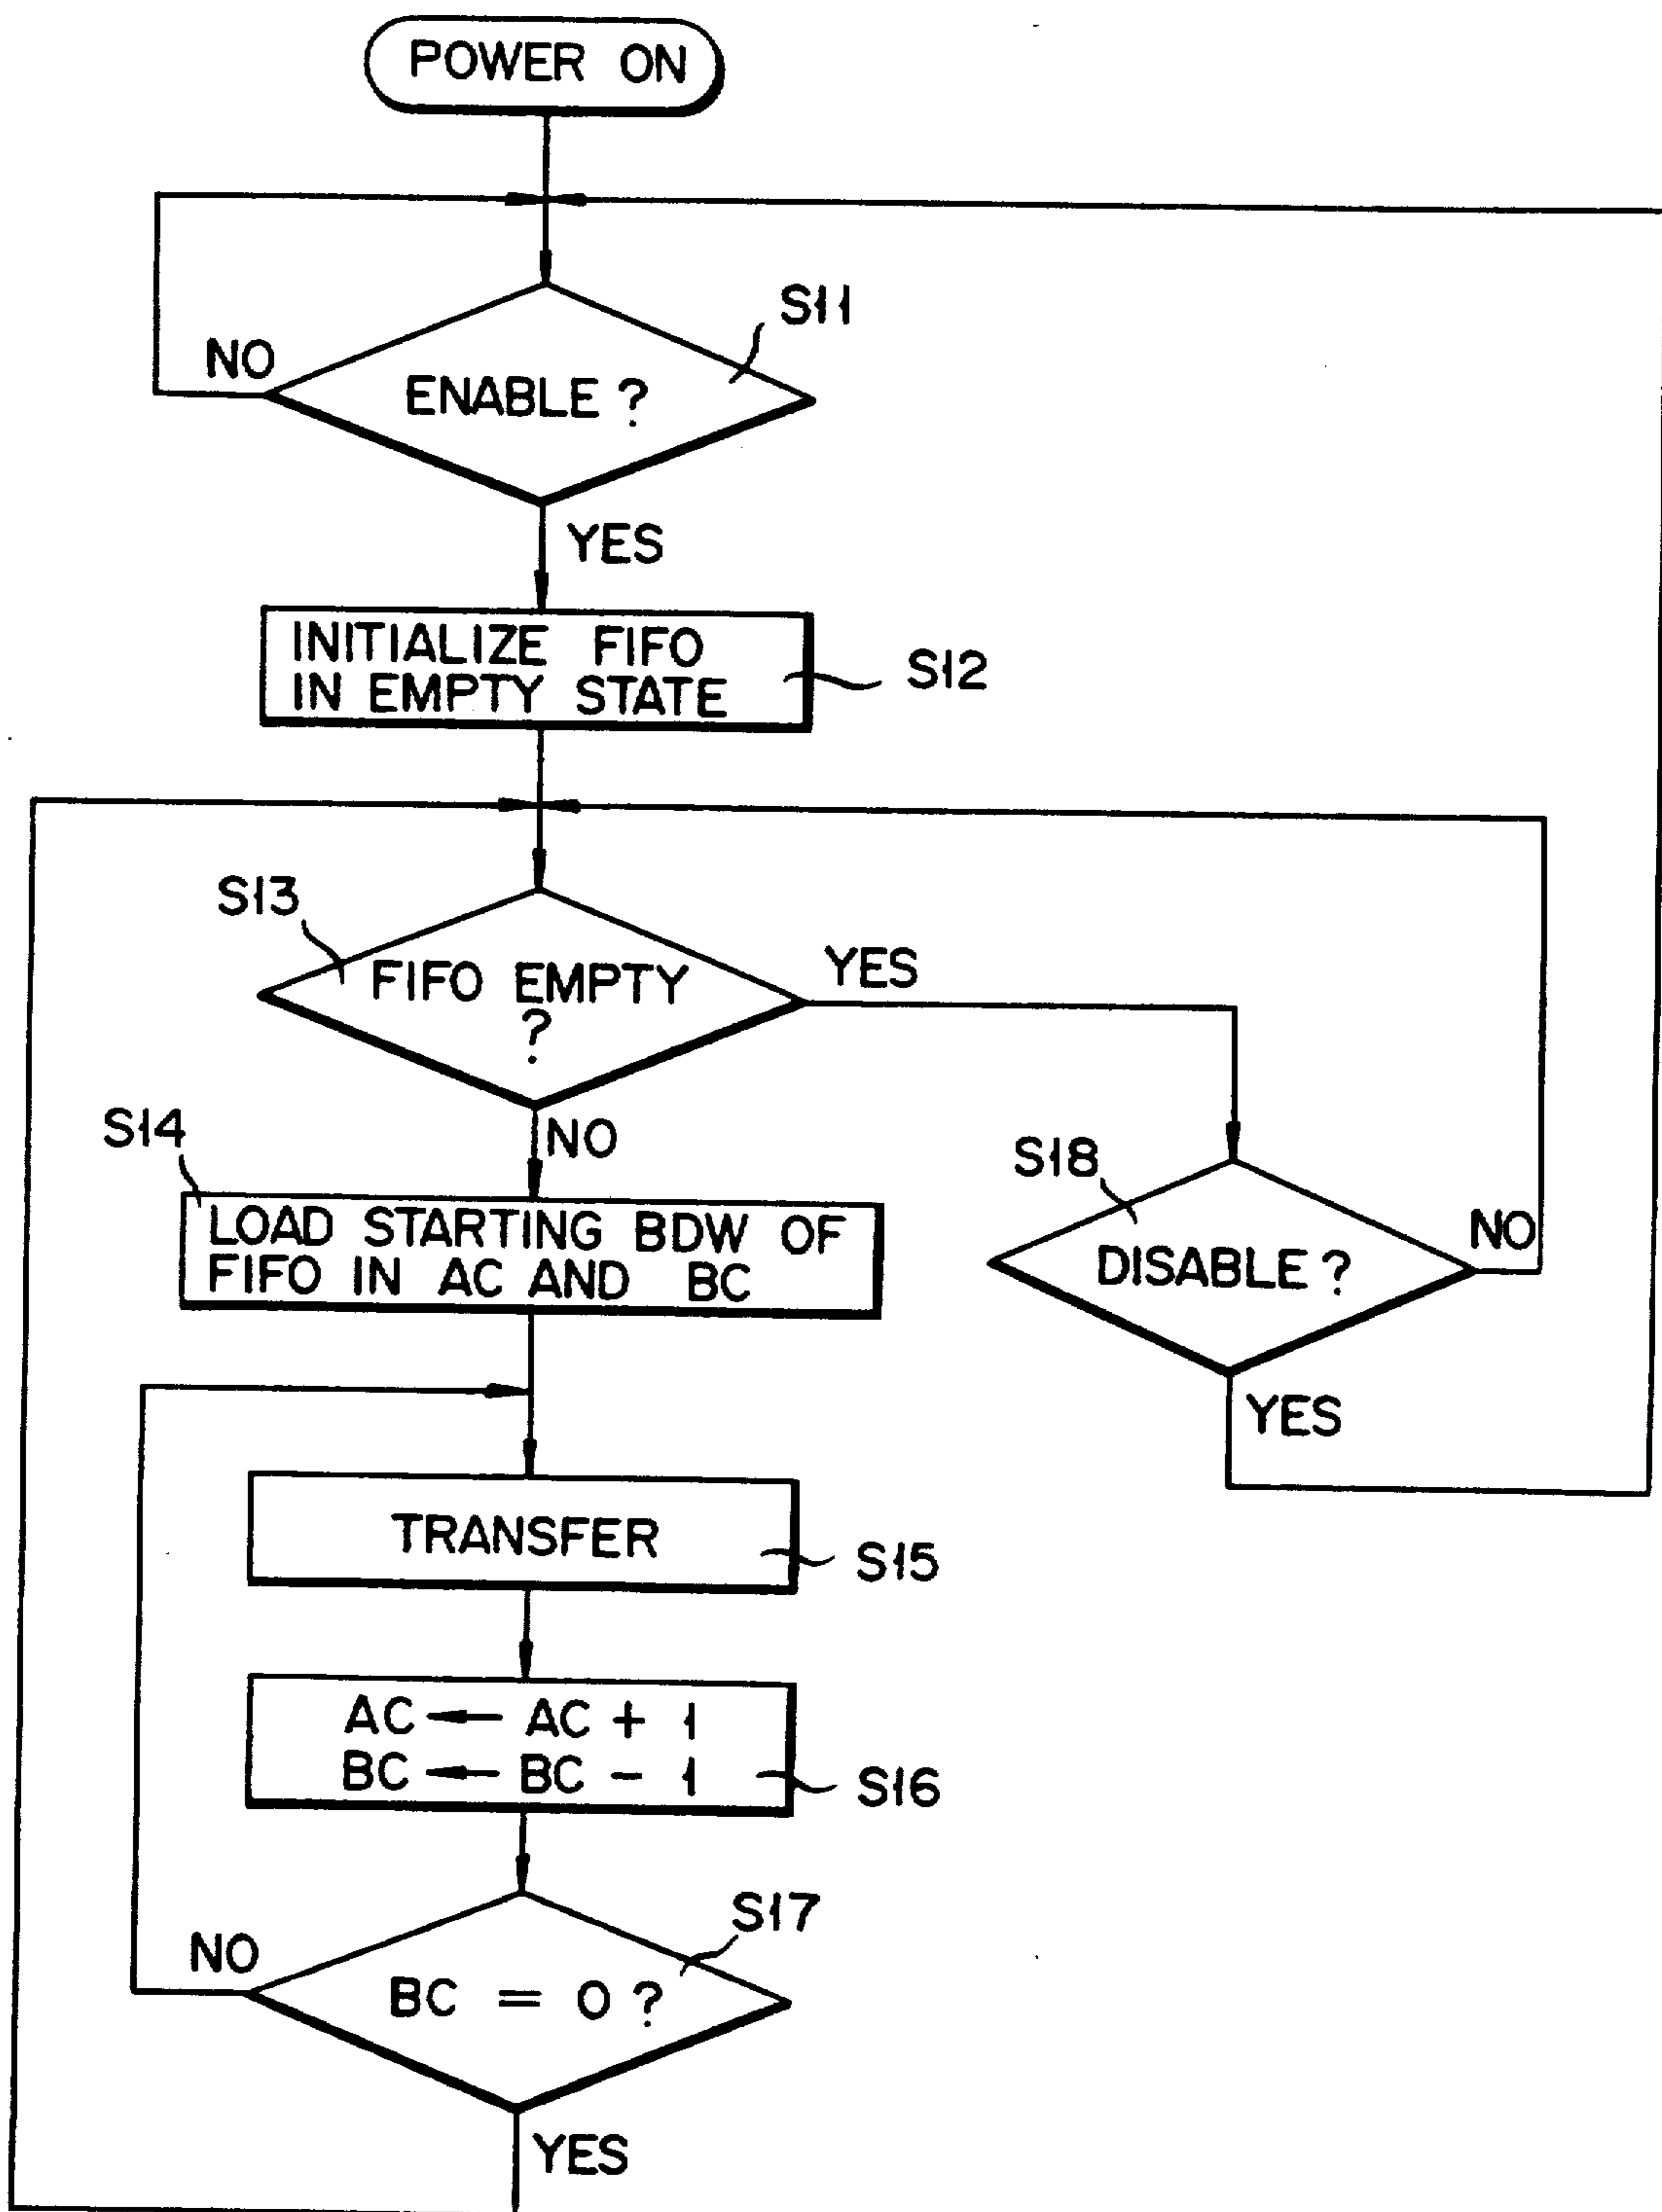 POWER ON
S11
NO
ENABLE ?
YES
INITIALIZE FIFO
IN EMPTY STATE
S12
S13
FIFO EMPTY
?
YES
NO
S14
LOAD STARTING BDW OF
FIFO IN AC AND BC
S18
DISABLE ?
NO
YES
TRANSFER
S15
AC ← AC + 1
BC ← BC - 1
S16
S17
NO
BC = 0 ?
YES